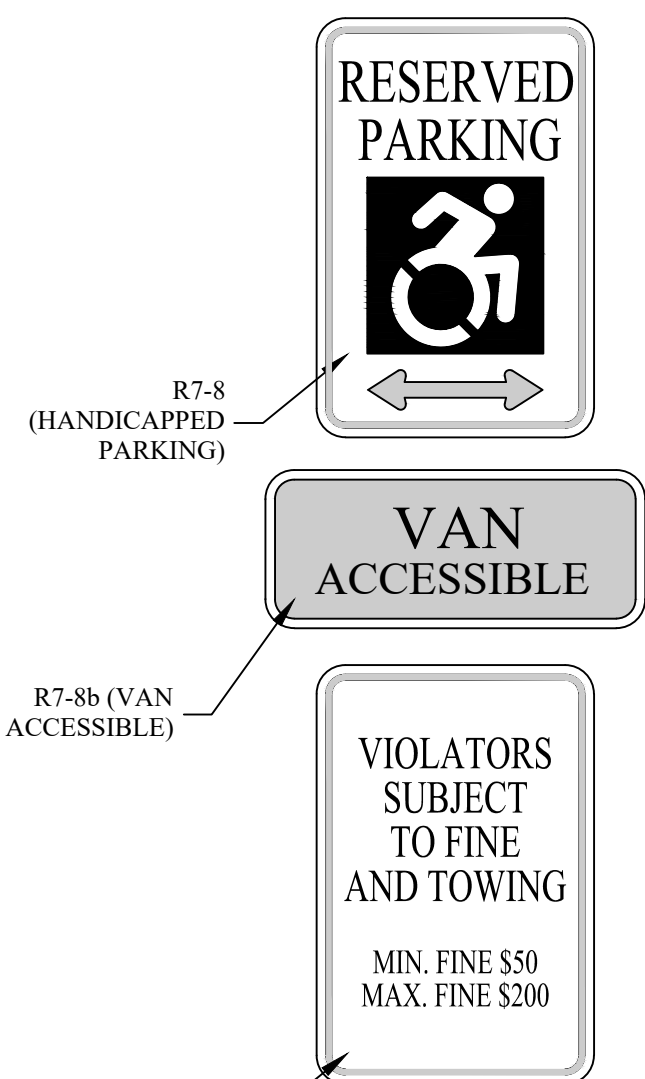 RESERVED
PARKING
R7-8
(HANDICAPPED
PARKING)
VAN
ACCESSIBLE
R7-8b (VAN
ACCESSIBLE)
VIOLATORS
SUBJECT
TO FINE
AND TOWING
MIN. FINE $50
MAX. FINE $200